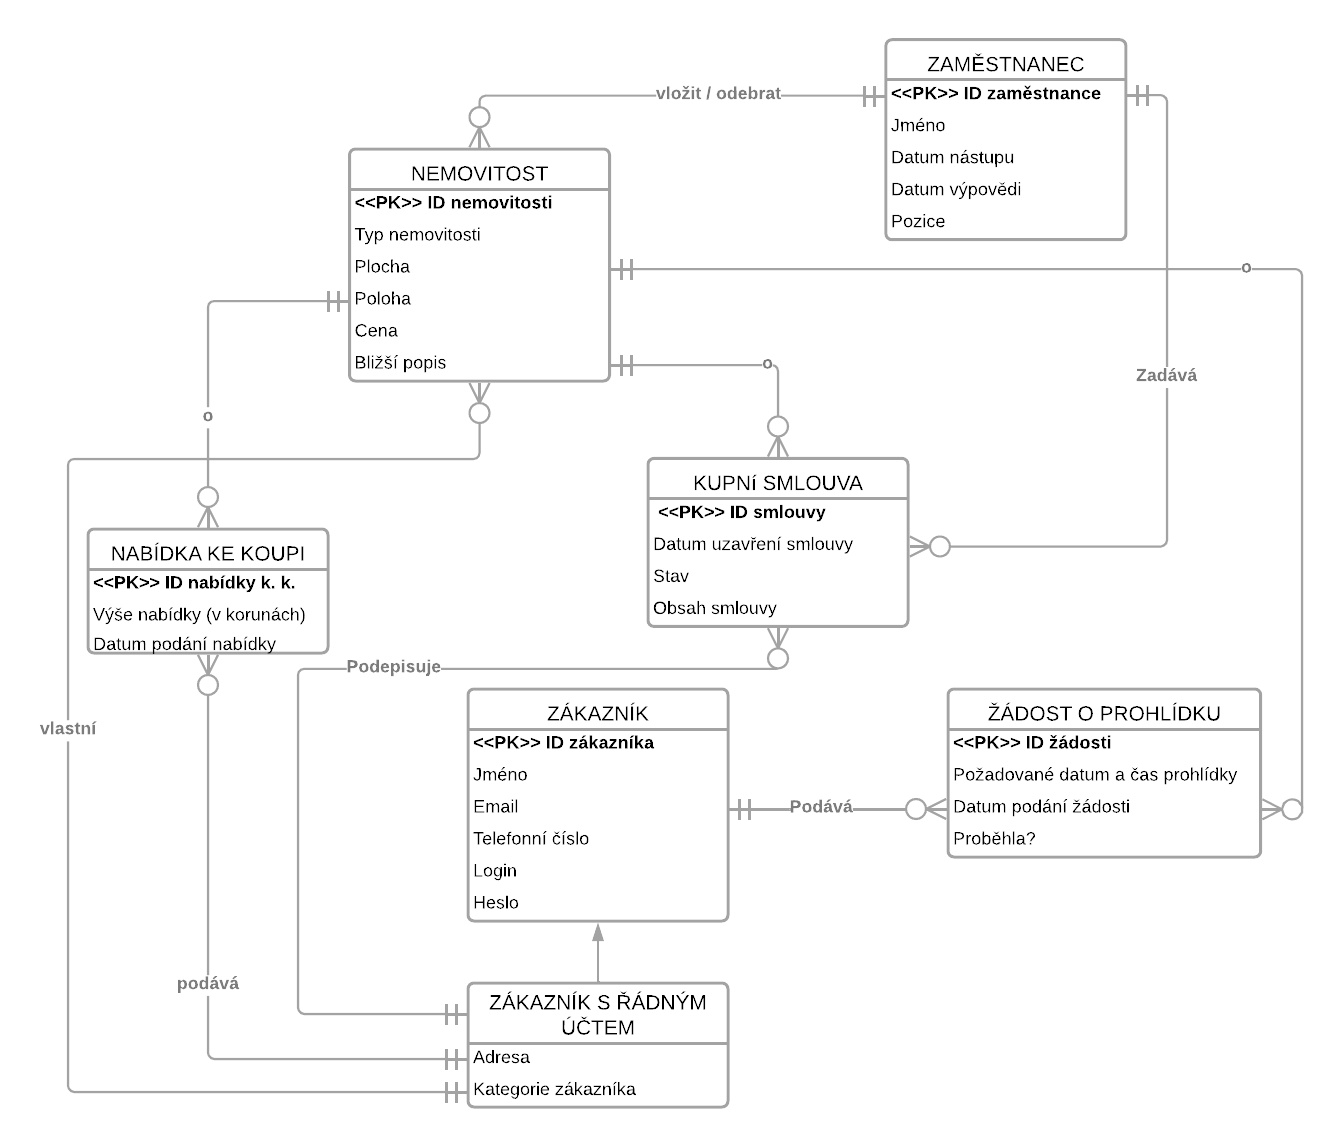 ZAMĚSTNANEC
<<PK>> ID zaměstnance
Jméno
Datum nástupu
Datum výpovědi
Pozice
vložit / odebrat
NEMOVITOST
<<PK>> ID nemovitosti
Typ nemovitosti
Plocha
Poloha
Cena
Bližší popis
o
o
o
Zadává
KUPNí SMLOUVA
<<PK>> ID smlouvy
Datum uzavření smlouvy
Stav
Obsah smlouvy
NABÍDKA KE KOUPI
<<PK>> ID nabídky k. k.
Výše nabídky (v korunách)
Datum podání nabídky
Podepisuje
vlastní
ZÁKAZNÍK
<<PK>> ID zákazníka
Jméno
Email
Telefonní číslo
Login
Heslo
Podává
ŽÁDOST O PROHLÍDKU
<<PK>> ID žádosti
Požadované datum a čas prohlídky
Datum podání žádosti
Proběhla?
podává
ZÁKAZNÍK S ŘÁDNÝM
ÚČTEM
Adresa
Kategorie zákazníka